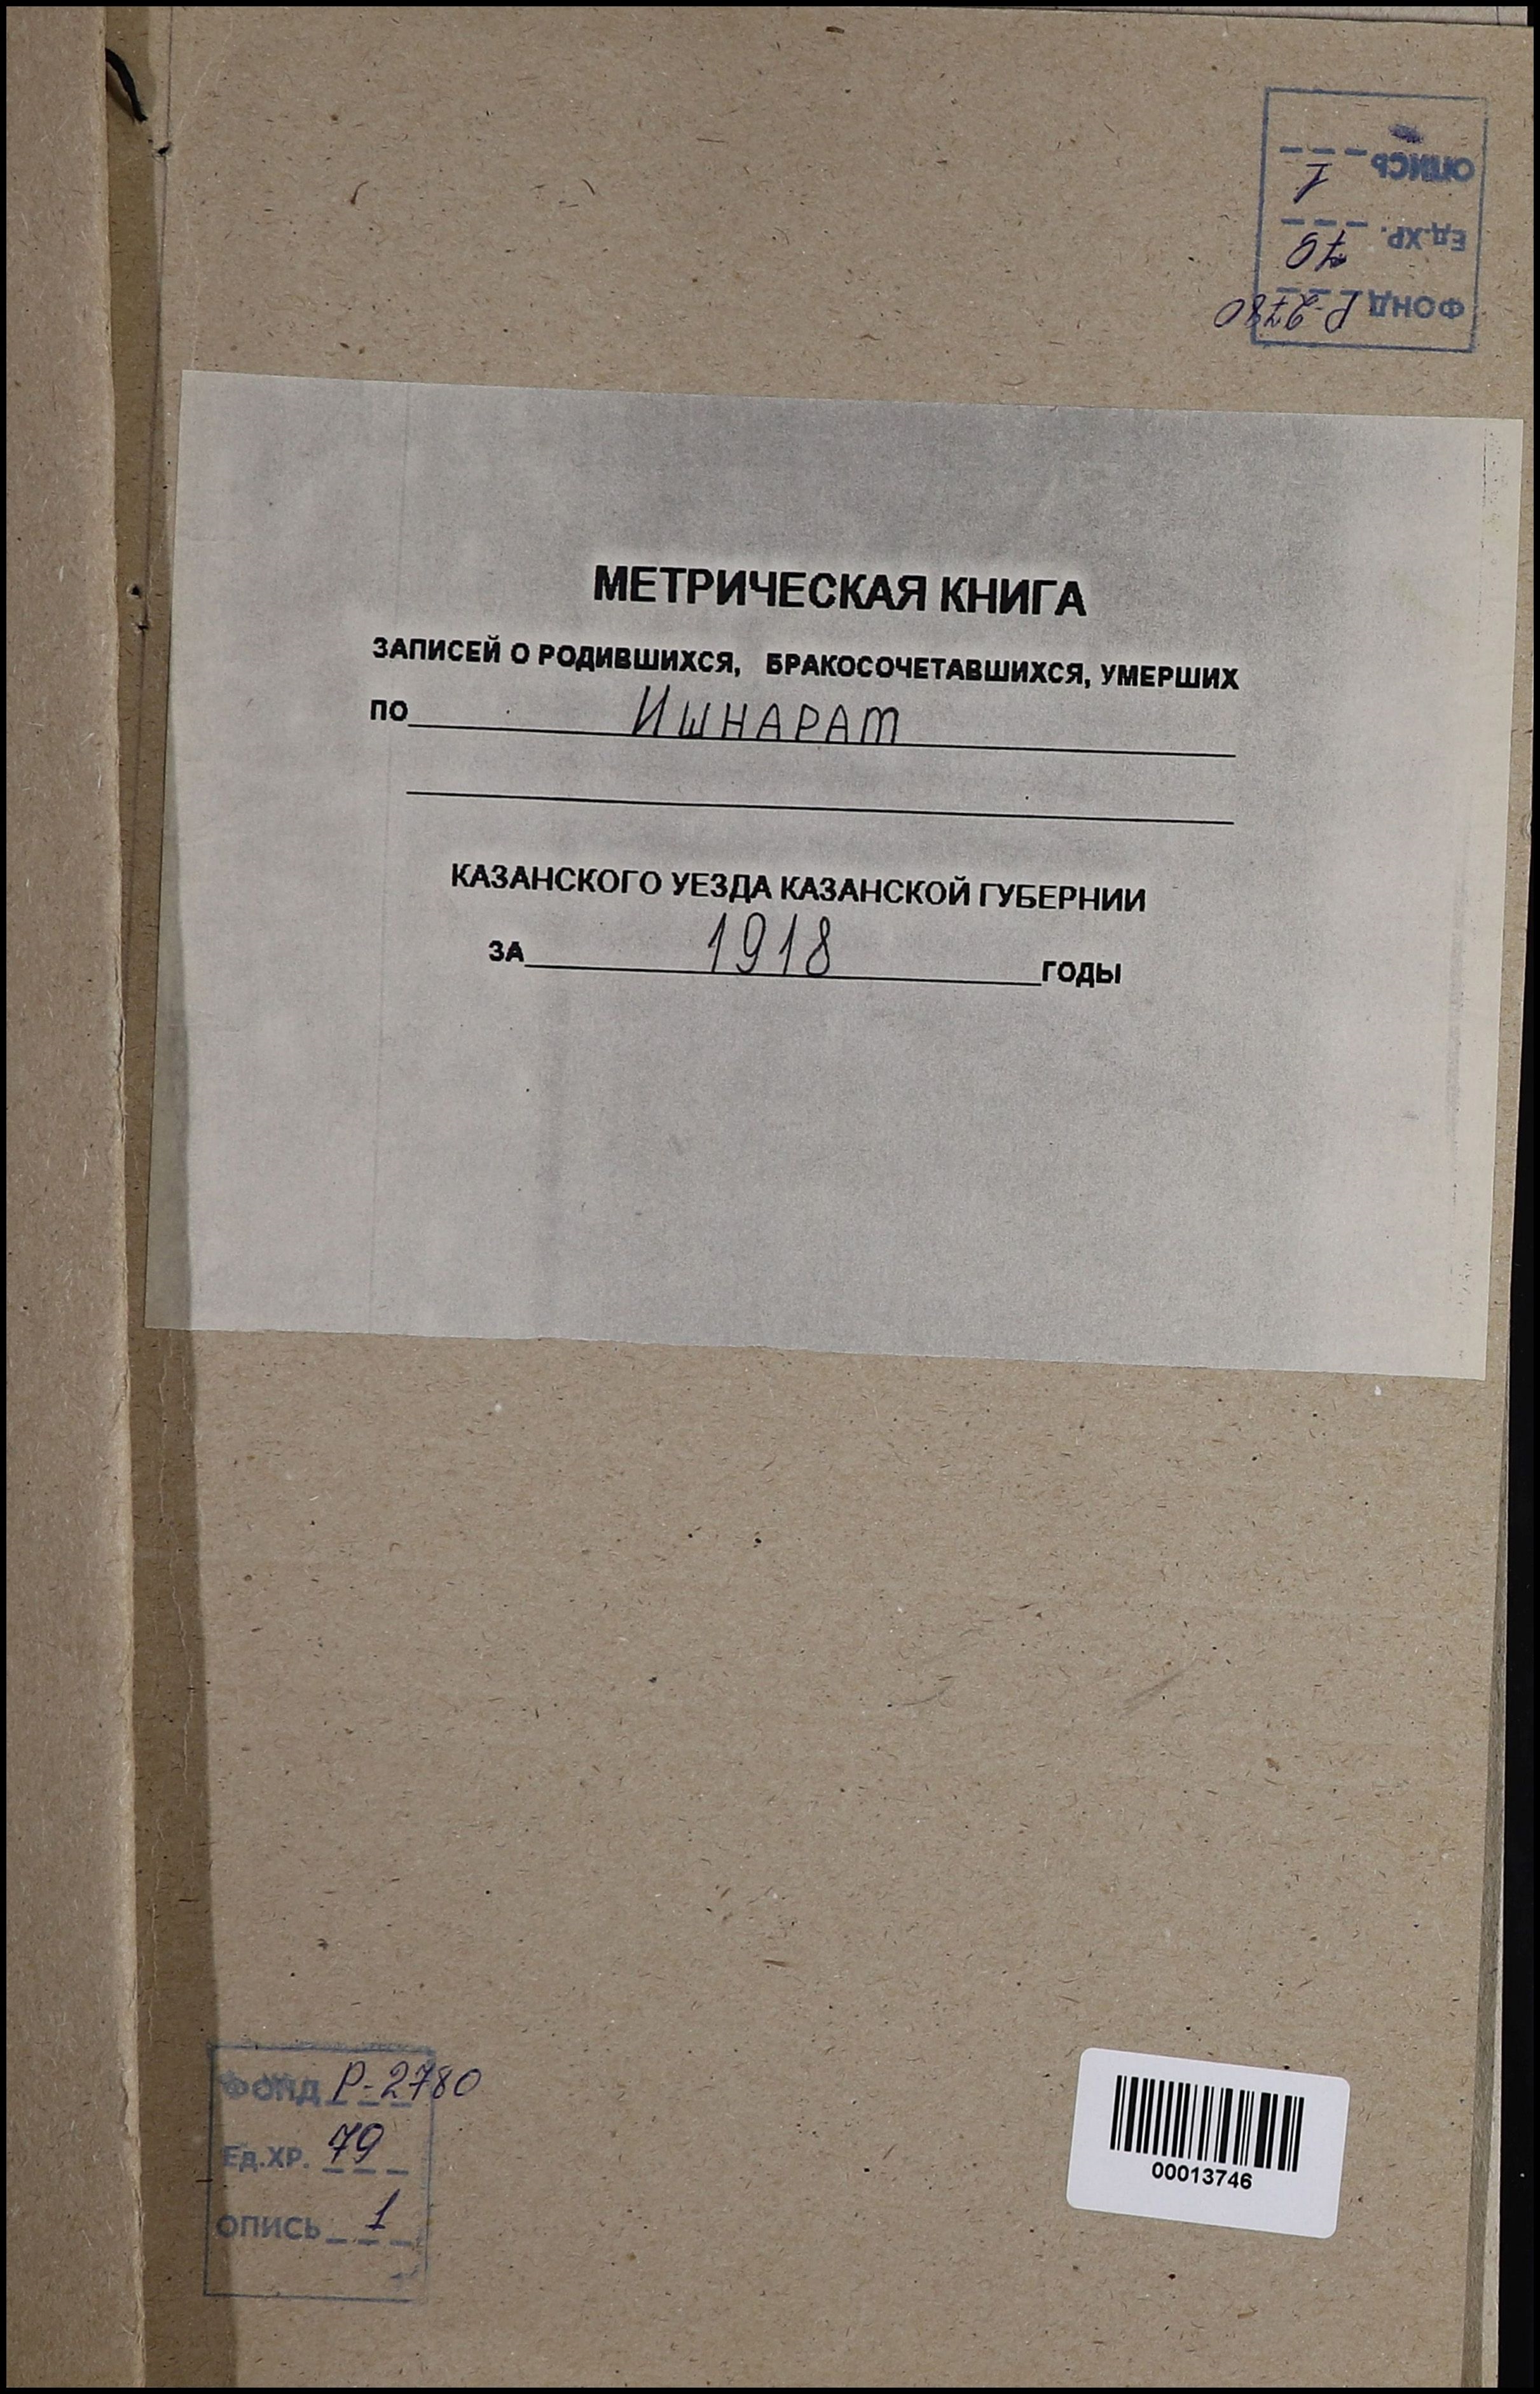 ОПИСЬ 1
Ед.ХР. 79
ФОНД Р-2780
МЕТРИЧЕСКАЯ КНИГА
ЗАПИСЕЙ О РОДИВШИХСЯ, БРАКОСОЧЕТАВШИХСЯ, УМЕРШИХ
ПО ИШНАРАТ
КАЗАНСКОГО УЕЗДА КАЗАНСКОЙ ГУБЕРНИИ
ЗА 1918 ГОДЫ
ФОНД Р-2780
Ед.ХР. 79
ОПИСЬ 1
00013746